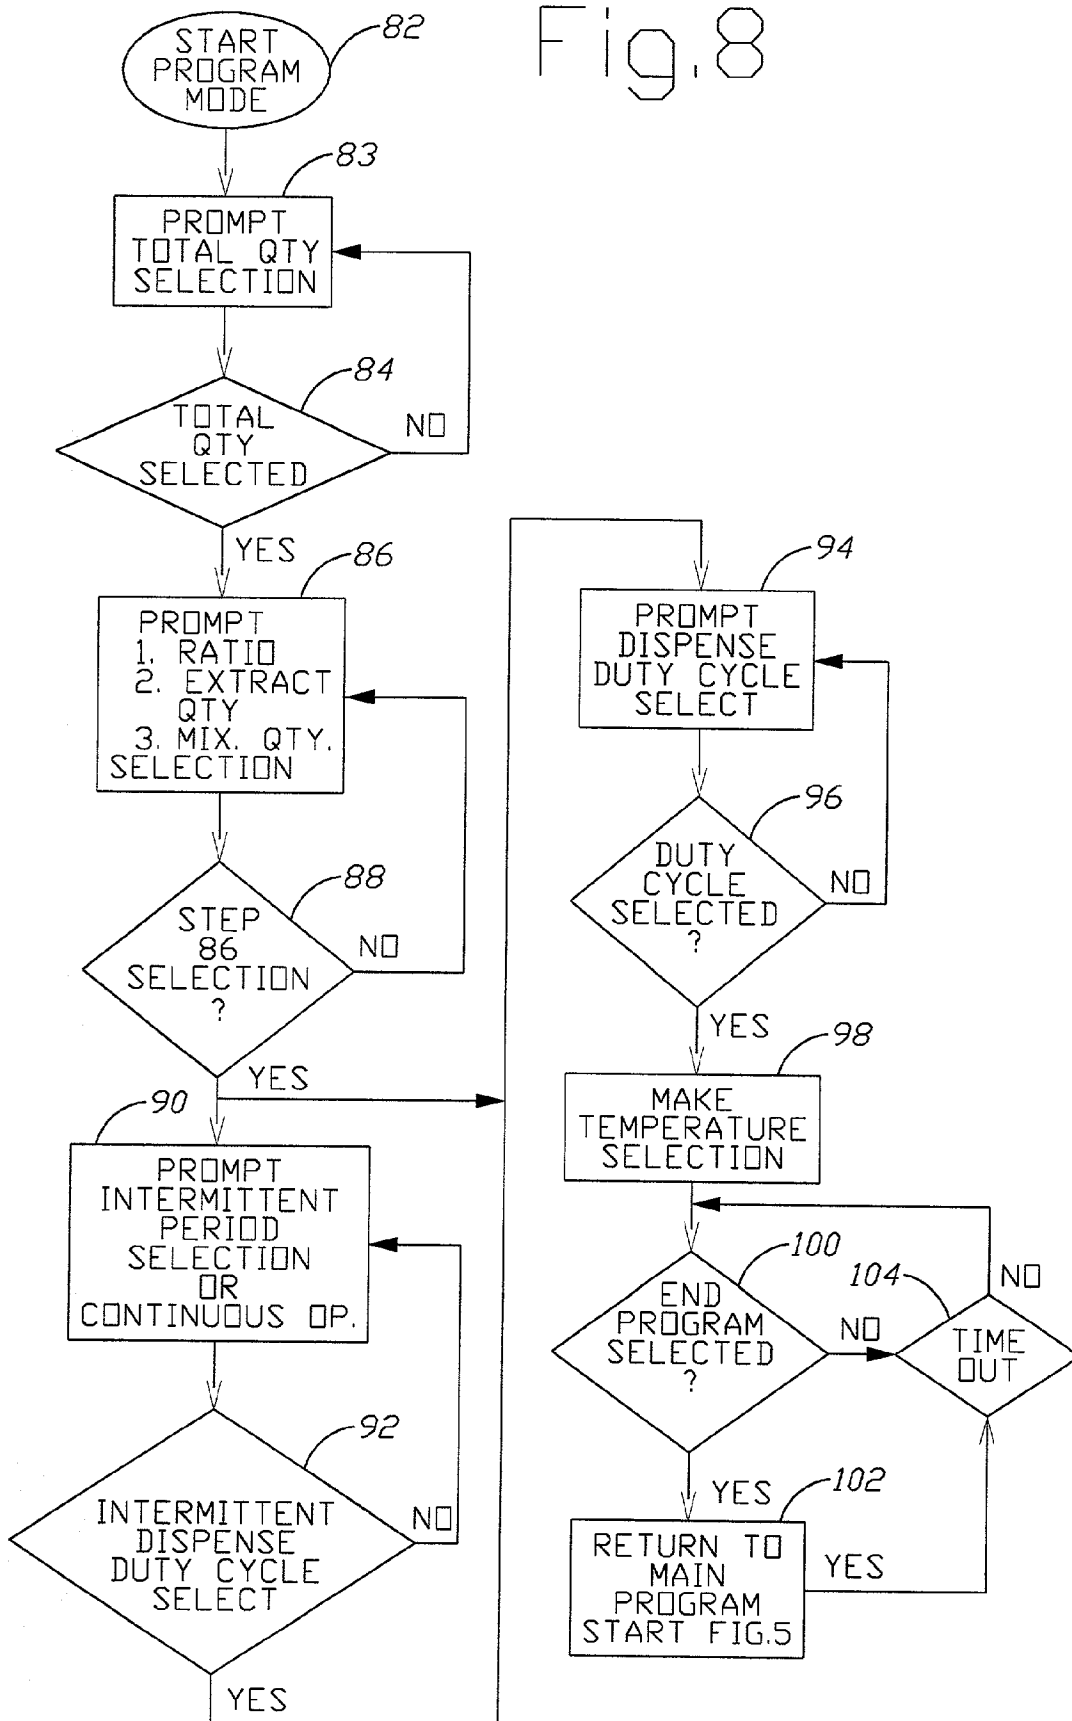 Fig.8
82
START
PROGRAM
MODE
83
PROMPT
TOTAL QTY
SELECTION
84
TOTAL
QTY
SELECTED
NO
YES
86
PROMPT
1. RATIO
2. EXTRACT
QTY
3. MIX. QTY.
SELECTION
88
STEP
86
SELECTION
?
NO
YES
90
PROMPT
INTERMITTENT
PERIOD
SELECTION
OR
CONTINUOUS OP.
92
INTERMITTENT
DISPENSE
DUTY CYCLE
SELECT
NO
YES
94
PROMPT
DISPENSE
DUTY CYCLE
SELECT
96
DUTY
CYCLE
SELECTED
?
NO
YES
98
MAKE
TEMPERATURE
SELECTION
100
END
PROGRAM
SELECTED
?
NO
104
TIME
OUT
NO
YES
102
RETURN TO
MAIN
PROGRAM
START FIG.5
YES